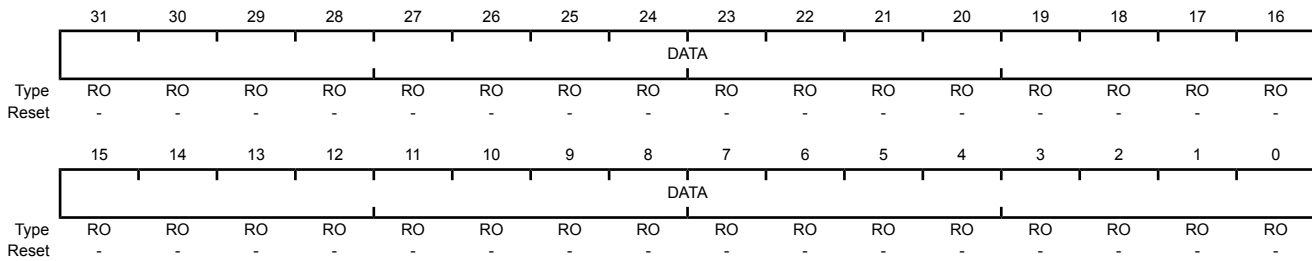 31 30 29 28 27 26 25 24 23 22 21 20 19 18 17 16
DATA
Type RO RO RO RO RO RO RO RO RO RO RO RO RO RO RO RO
Reset - - - - - - - - - - - - - - - -
15 14 13 12 11 10 9 8 7 6 5 4 3 2 1 0
DATA
Type RO RO RO RO RO RO RO RO RO RO RO RO RO RO RO RO
Reset - - - - - - - - - - - - - - - -